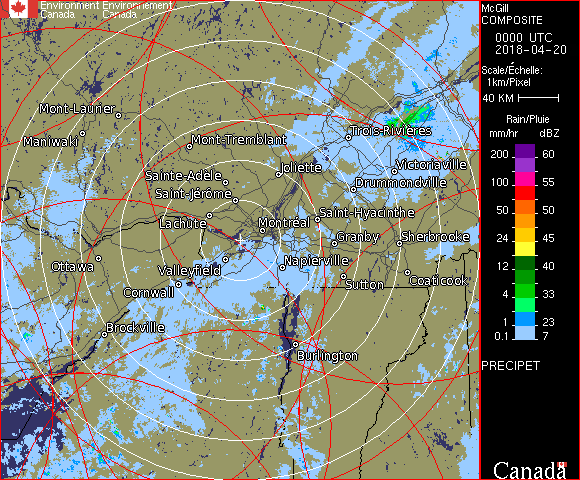 Environment Environnement
Canada Canada
McGill
COMPOSITE
0000 UTC
2018-04-20
Scale/Échelle:
1km/Pixel
40 KM
Rain/Pluie
mm/hr dBZ
200 60
100 55
50 50
24 45
12 40
4 33
1 23
0.1 7
PRECIPET
Canada
Mont-Laurier
Maniwaki
Mont-Tremblant
Trois-Rivières
Sainte-Adèle
Joliette
Victoriaville
Saint-Jérôme
Drummondville
Lachute
Montréal
Saint-Hyacinthe
Granby
Sherbrooke
Ottawa
Valleyfield
Napierville
Cornwall
Sutton
Coaticook
Brockville
Burlington